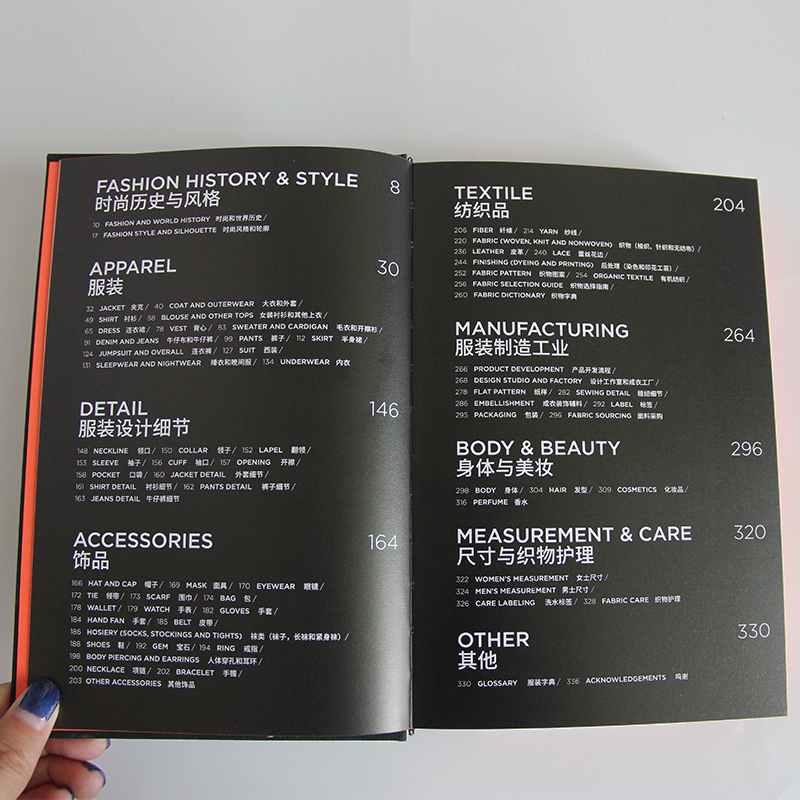 FASHION HISTORY & STYLE 8
时尚历史与风格
10 FASHION AND WORLD HISTORY 时尚和世界历史 /
17 FASHION STYLE AND SILHOUETTE 时尚风格和轮廓
APPAREL 30
服装
32 JACKET 夹克 / 40 COAT AND OUTERWEAR 大衣和外套 /
49 SHIRT 衬衫 / 58 BLOUSE AND OTHER TOPS 女装衬衫和其他上衣 /
65 DRESS 连衣裙 / 78 VEST 背心 / 83 SWEATER AND CARDIGAN 毛衣和开襟衫 /
91 DENIM AND JEANS 牛仔布和牛仔裤 / 99 PANTS 裤子 / 112 SKIRT 半身裙 /
124 JUMPSUIT AND OVERALL 连衣裤 / 127 SUIT 西装 /
131 SLEEPWEAR AND NIGHTWEAR 睡衣和晚间服 / 134 UNDERWEAR 内衣
DETAIL 146
服装设计细节
148 NECKLINE 领口 / 150 COLLAR 领子 / 152 LAPEL 翻领 /
153 SLEEVE 袖子 / 156 CUFF 袖口 / 157 OPENING 开襟 /
158 POCKET 口袋 / 160 JACKET DETAIL 外套细节 /
161 SHIRT DETAIL 衬衫细节 / 162 PANTS DETAIL 裤子细节 /
163 JEANS DETAIL 牛仔裤细节
ACCESSORIES 164
饰品
166 HAT AND CAP 帽子 / 169 MASK 面具 / 170 EYEWEAR 眼镜 /
172 TIE 领带 / 173 SCARF 围巾 / 174 BAG 包 /
178 WALLET / 179 WATCH 手表 / 182 GLOVES 手套 /
184 HAND FAN 手套 / 185 BELT 皮带 /
186 HOSIERY (SOCKS, STOCKINGS AND TIGHTS) 袜类（袜子，长袜和紧身裤） /
188 SHOES 鞋 / 192 GEM 宝石 / 194 RING 戒指 /
198 BODY PIERCING AND EARRINGS 人体穿孔和耳环 /
200 NECKLACE 项链 / 202 BRACELET 手镯 /
203 OTHER ACCESSORIES 其他饰品
TEXTILE 204
纺织品
206 FIBER 纤维 / 214 YARN 纱线 /
220 FABRIC (WOVEN, KNIT AND NONWOVEN) 织物（梭织、针织和无纺布） /
236 LEATHER 皮革 / 240 LACE 蕾丝花边 /
244 FINISHING (DYEING AND PRINTING) 后处理（染色和印花工艺） /
252 FABRIC PATTERN 织物图案 / 254 ORGANIC TEXTILE 有机纺织 /
256 FABRIC SELECTION GUIDE 织物选择指南 /
260 FABRIC DICTIONARY 织物字典
MANUFACTURING 264
服装制造工业
266 PRODUCT DEVELOPMENT 产品开发流程 /
268 DESIGN STUDIO AND FACTORY 设计工作室和成衣工厂 /
278 FLAT PATTERN 纸样 / 282 SEWING DETAIL 缝纫细节 /
286 EMBELLISHMENT 成衣装饰辅料 / 292 LABEL 标签 /
295 PACKAGING 包装 / 296 FABRIC SOURCING 面料采购
BODY & BEAUTY 296
身体与美妆
298 BODY 身体 / 304 HAIR 发型 / 309 COSMETICS 化妆品 /
316 PERFUME 香水
MEASUREMENT & CARE 320
尺寸与织物护理
322 WOMEN'S MEASUREMENT 女士尺寸 /
324 MEN'S MEASUREMENT 男士尺寸 /
326 CARE LABELING 洗水标签 / 328 FABRIC CARE 织物护理
OTHER 330
其他
330 GLOSSARY 服装字典 / 336 ACKNOWLEDGEMENTS 鸣谢